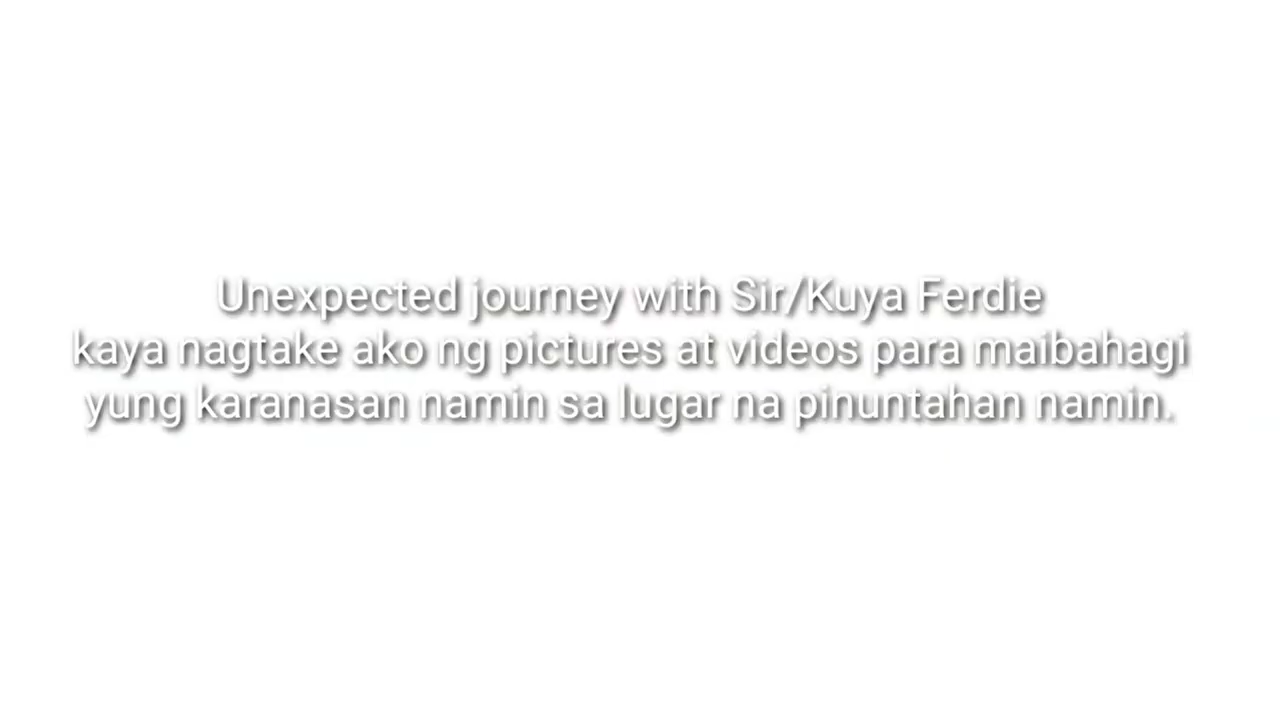 Unexpected journey with Sir/Kuya Ferdie
kaya nagtake ako ng pictures at videos para maibahagi
yung karanasan namin sa lugar na pinuntahan namin.